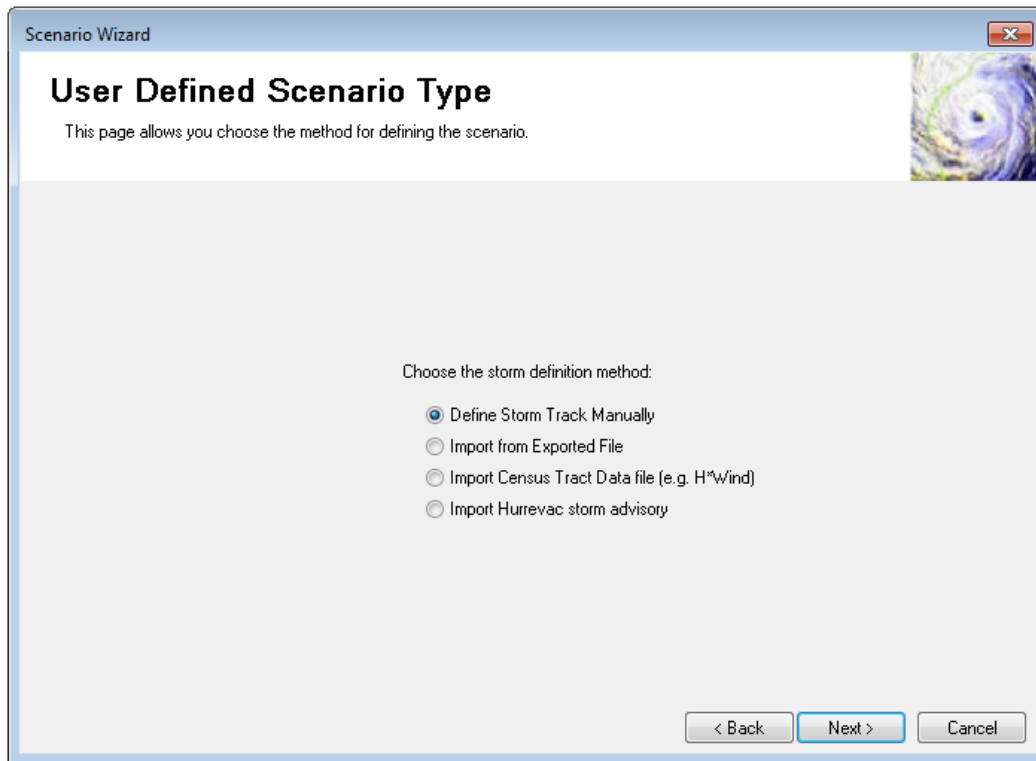 Scenario Wizard
User Defined Scenario Type
This page allows you choose the method for defining the scenario.
Choose the storm definition method:
Define Storm Track Manually
Import from Exported File
Import Census Tract Data file (e.g. H*Wind)
Import Hurrevac storm advisory
< Back Next > Cancel